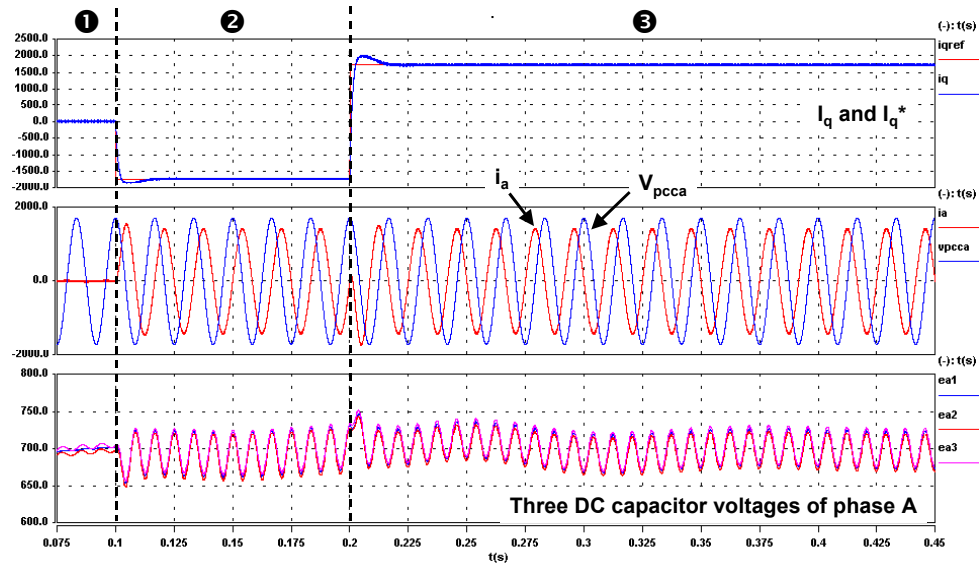 ❶ ❷ ❸
(-): t(s)
iqref
iq
2500.0
2000.0
1500.0
1000.0
500.0
0.0
-500.0
-1000.0
-1500.0
-2000.0
Iq and Iq*
ia
Vpcca
(-): t(s)
ia
vpcca
2000.0
0.0
-2000.0
(-): t(s)
ea1
ea2
ea3
800.0
750.0
700.0
650.0
600.0
Three DC capacitor voltages of phase A
0.075 0.1 0.125 0.15 0.175 0.2 0.225 0.25 0.275 0.3 0.325 0.35 0.375 0.4 0.425 0.45
t(s)